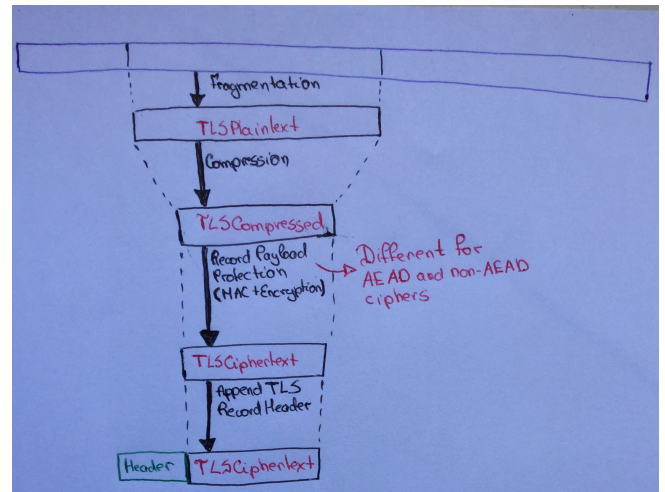 Fragmentation
TLSPlaintext
Compression
TLSCompressed
Record Payload
Protection
(MAC+Encryption)
Different for
AEAD and non-AEAD
ciphers
TLSCiphertext
Append TLS
Record Header
Header
TLSCiphertext